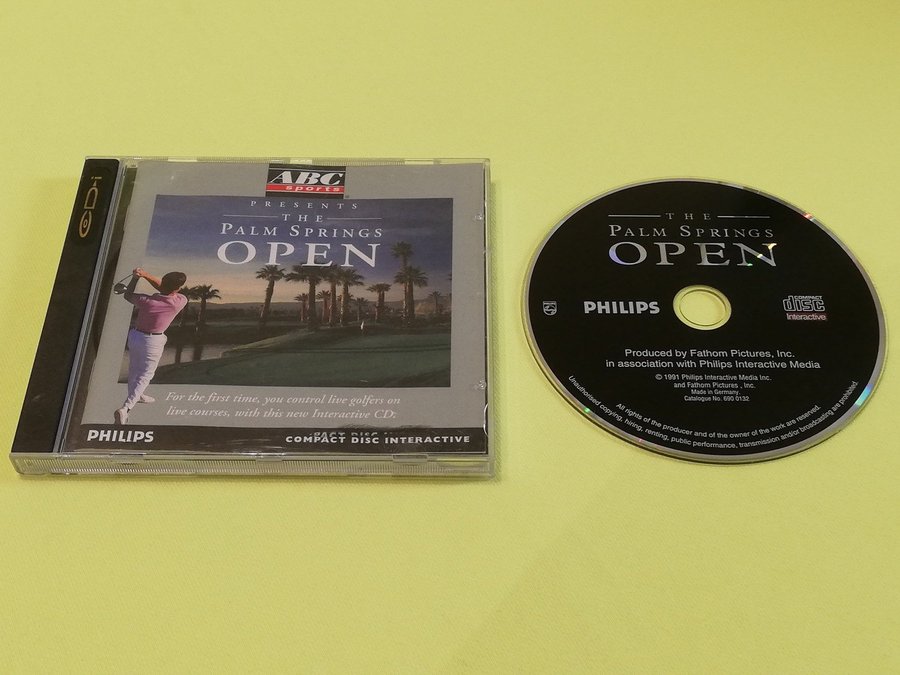 CD-i
ABC
sports
PRESENTS
THE
PALM SPRINGS
OPEN
For the first time, you control live golfers on
live courses, with this new Interactive CD.
PHILIPS
COMPACT DISC INTERACTIVE
THE
PALM SPRINGS
OPEN
PHILIPS
COMPACT
disc
Interactive
Produced by Fathom Pictures, Inc.
in association with Philips Interactive Media
© 1991 Philips Interactive Media Inc.
and Fathom Pictures , Inc.
Made in Germany.
Catalogue No. 690 0132
All rights of the producer and of the owner of the work are reserved.
Unauthorised copying, hiring, renting, public performance, transmission and/or broadcasting are prohibited.